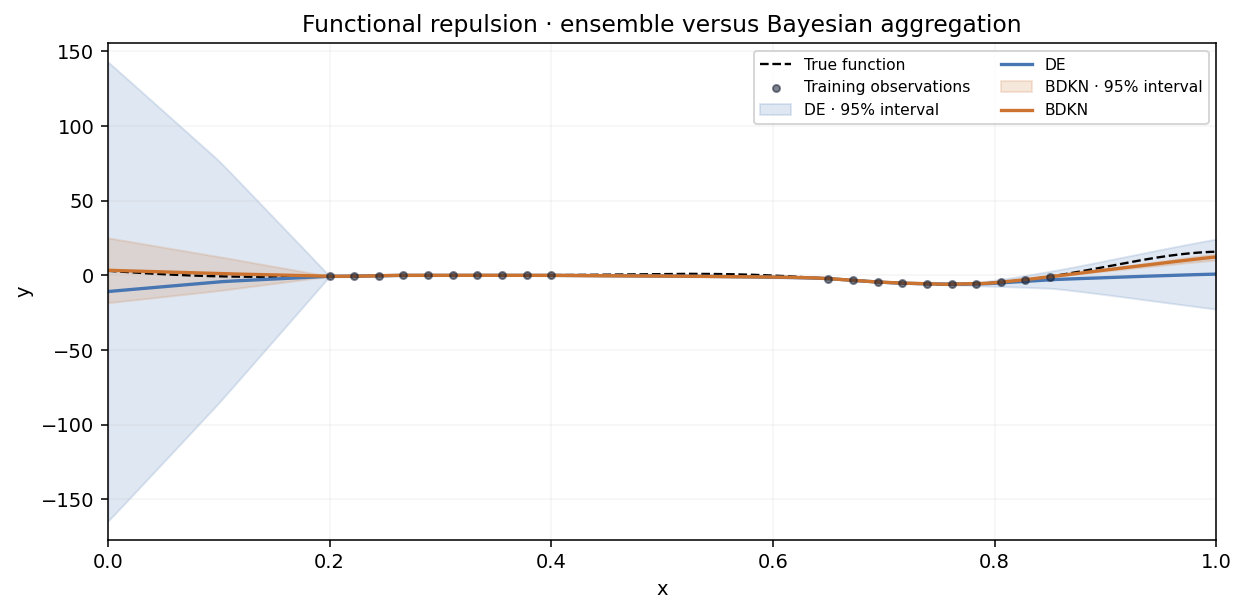 Functional repulsion · ensemble versus Bayesian aggregation
150
100
50
0
−50
−100
−150
y
0.0
0.2
0.4
0.6
0.8
1.0
x
True function
Training observations
DE · 95% interval
DE
BDKN · 95% interval
BDKN